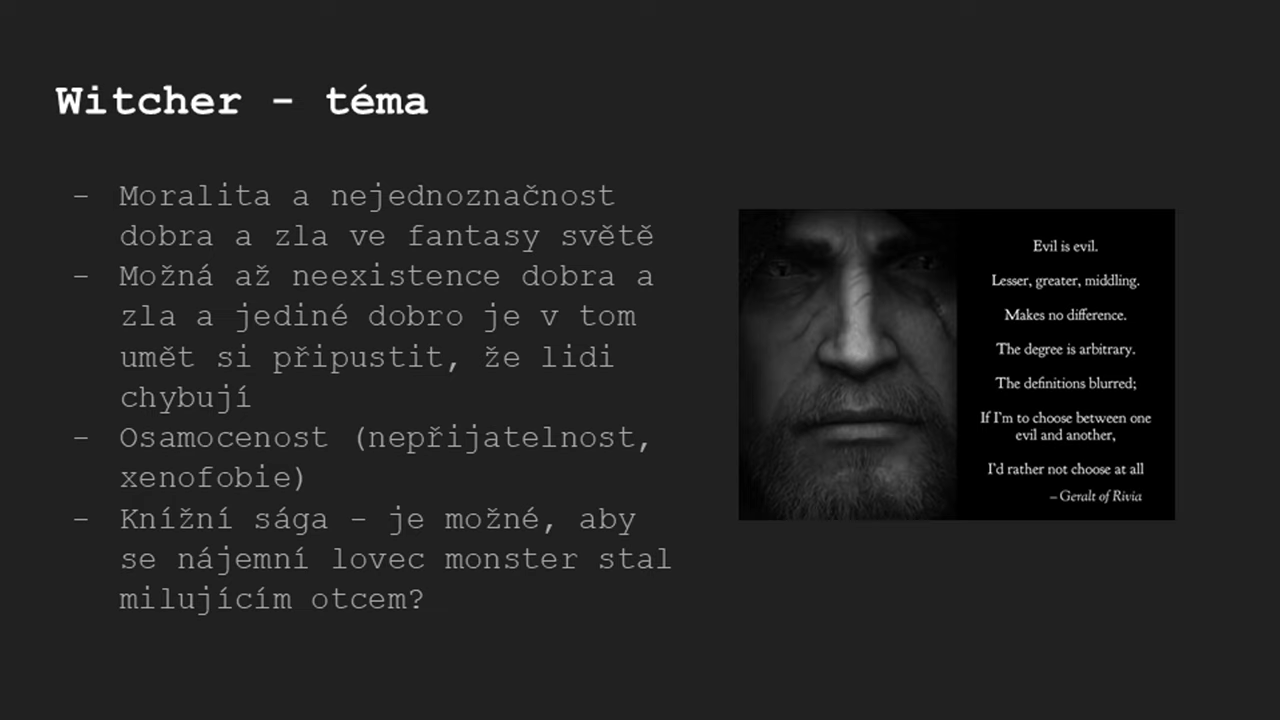 Witcher - téma
- Moralita a nejednoznačnost
dobra a zla ve fantasy světě
- Možná až neexistence dobra a
zla a jediné dobro je v tom
umět si připustit, že lidi
chybují
- Osamocenost (nepřijatelnost,
xenofobie)
- Knížní sága - je možné, aby
se nájemní lovec monster stal
milujícím otcem?
Evil is evil.
Lesser, greater, middling.
Makes no difference.
The degree is arbitrary.
The definitions blurred;
If I'm to choose between one
evil and another,
I'd rather not choose at all
– Geralt of Rivia